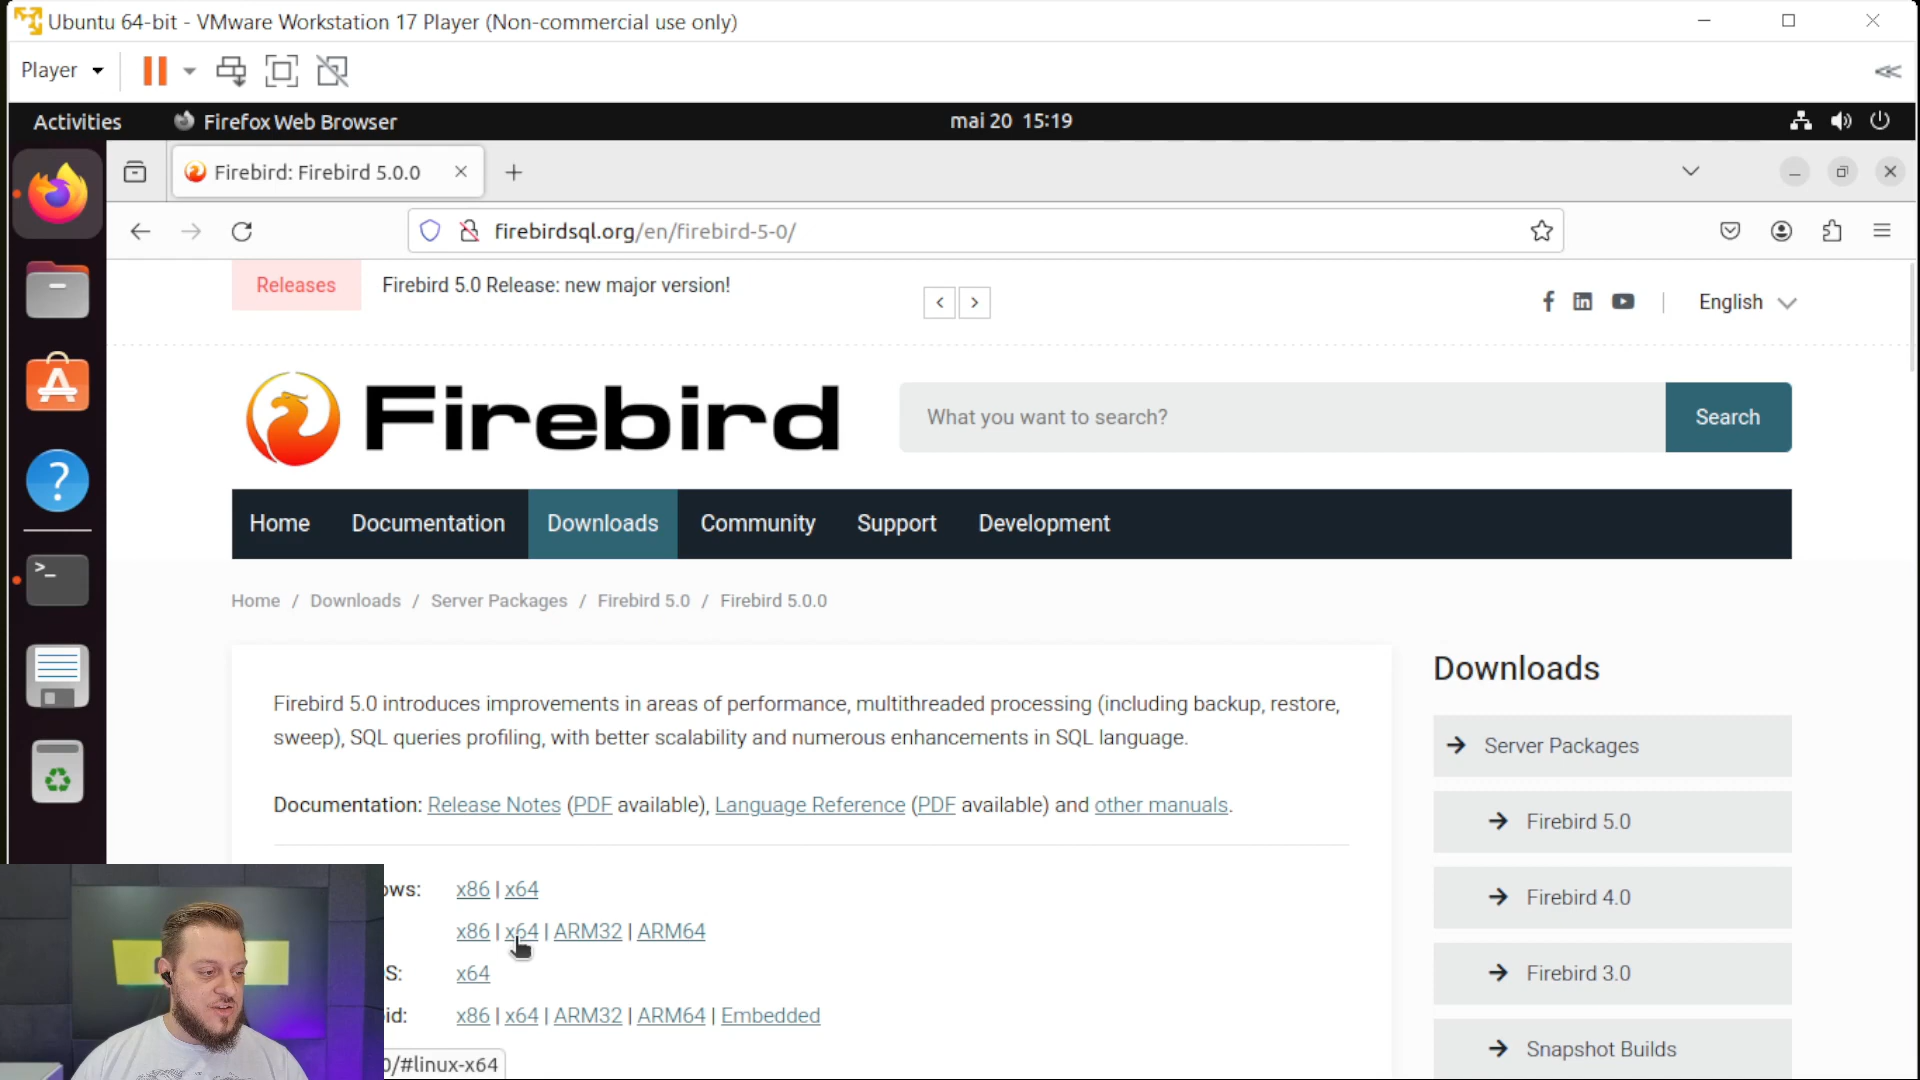 Ubuntu 64-bit - VMware Workstation 17 Player (Non-commercial use only)
Player
Activities
Firefox Web Browser
mai 20 15:19
Firebird: Firebird 5.0.0
firebirdsql.org/en/firebird-5-0/
Releases
Firebird 5.0 Release: new major version!
English
Firebird
What you want to search?
Search
Home
Documentation
Downloads
Community
Support
Development
Home / Downloads / Server Packages / Firebird 5.0 / Firebird 5.0.0
Firebird 5.0 introduces improvements in areas of performance, multithreaded processing (including backup, restore,
sweep), SQL queries profiling, with better scalability and numerous enhancements in SQL language.
Documentation: Release Notes (PDF available), Language Reference (PDF available) and other manuals.
ows: x86 | x64
x86 | x64 | ARM32 | ARM64
S: x64
id: x86 | x64 | ARM32 | ARM64 | Embedded
0/#linux-x64
Downloads
Server Packages
Firebird 5.0
Firebird 4.0
Firebird 3.0
Snapshot Builds